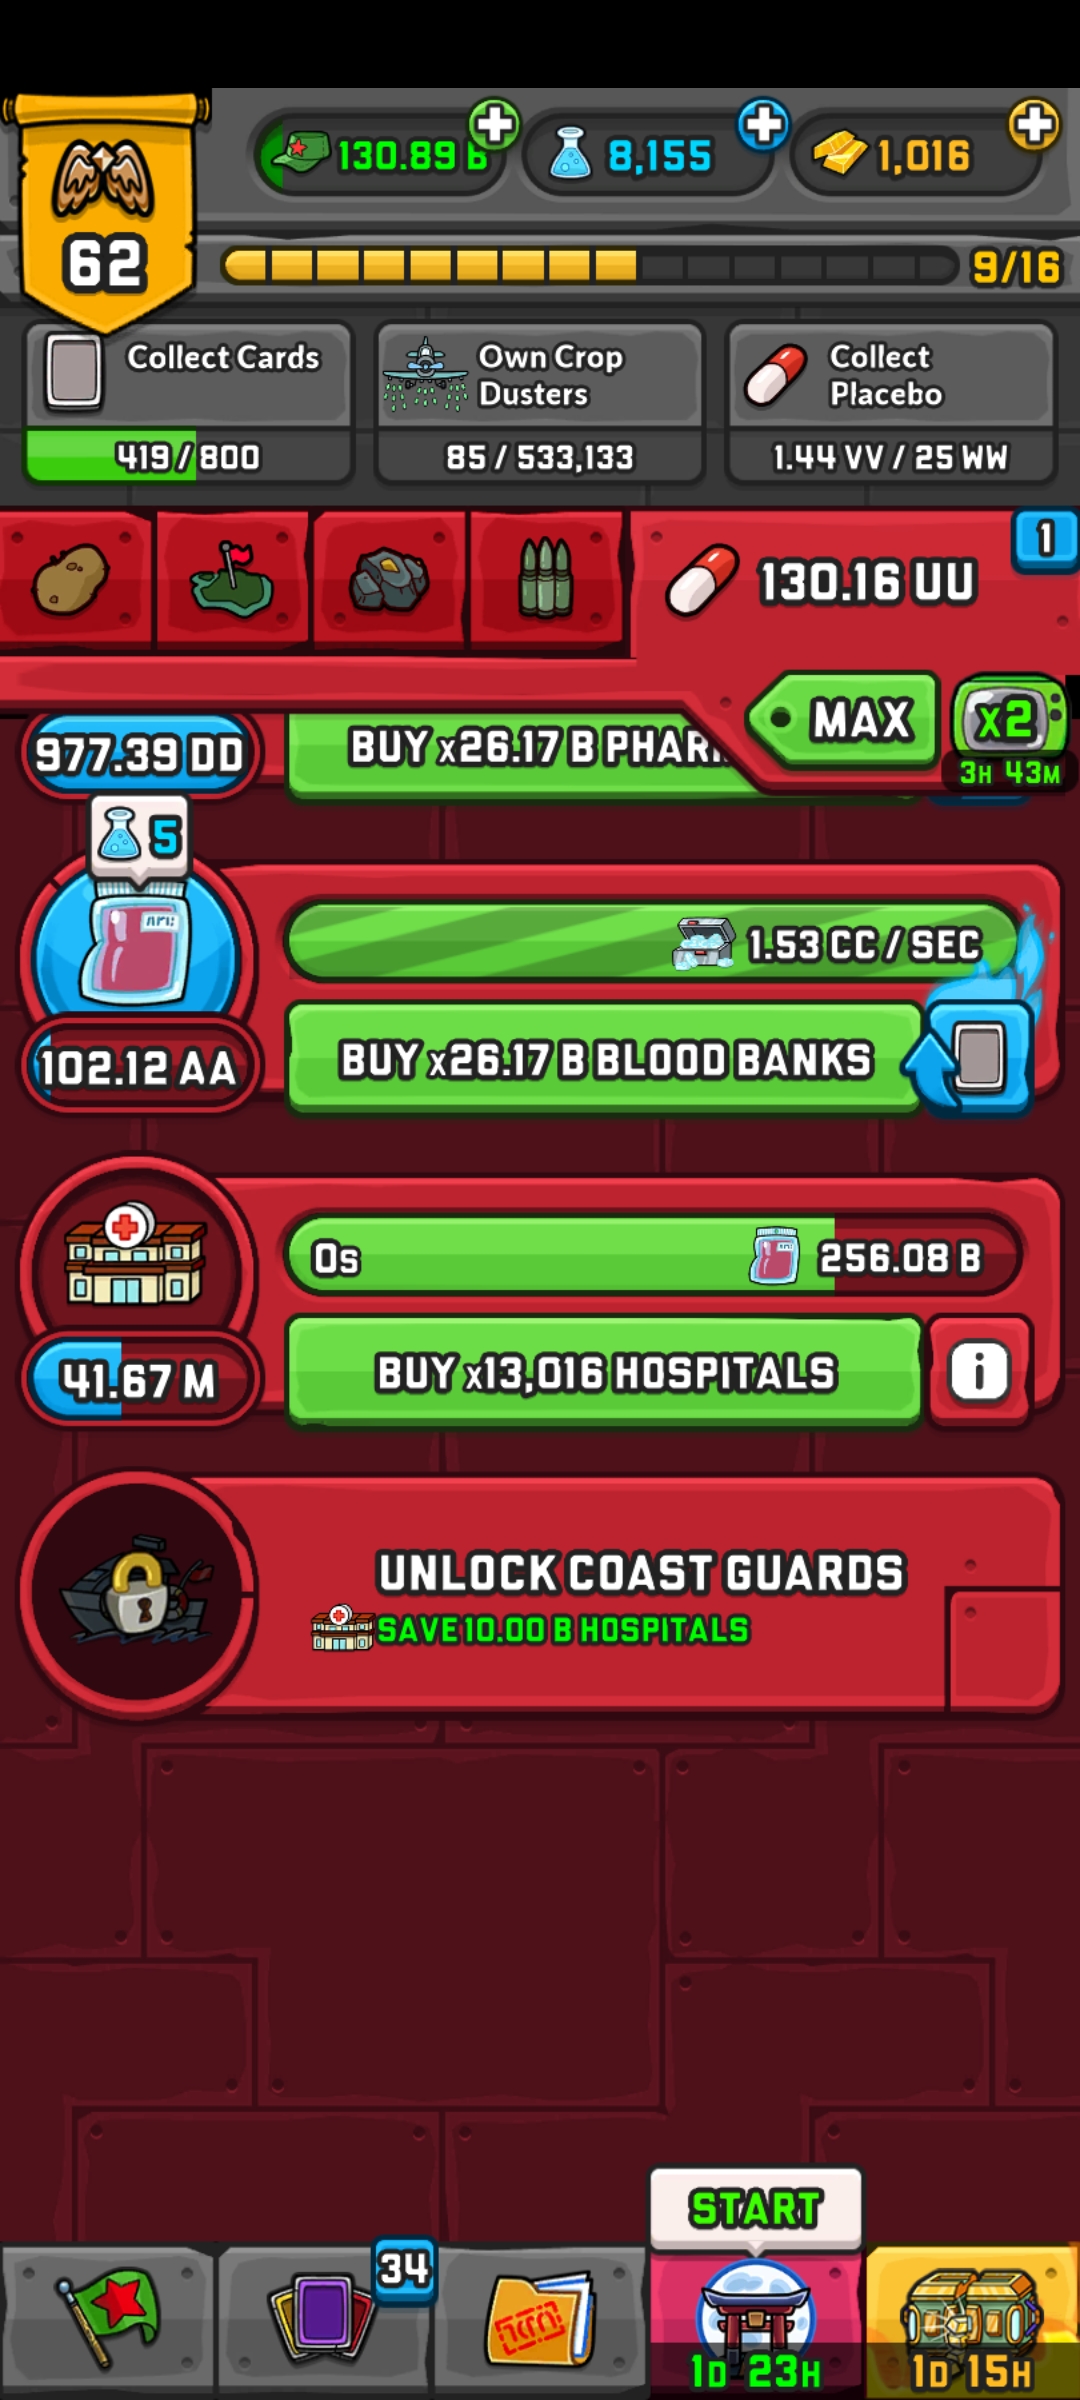 130.89 B
8,155
1,016
62
9/16
Collect Cards
419 / 800
Own Crop
Dusters
85 / 533,133
Collect
Placebo
1.44 VV / 25 WW
130.16 UU
1
MAX
x2
3H 43M
977.39 DD
BUY x26.17 B
5
1.53 CC / SEC
102.12 AA
BUY x26.17 B BLOOD BANKS
0s
256.08 B
41.67 M
BUY x13,016 HOSPITALS
i
UNLOCK COAST GUARDS
SAVE 10.00 B HOSPITALS
START
34
1D 23H
1D 15H